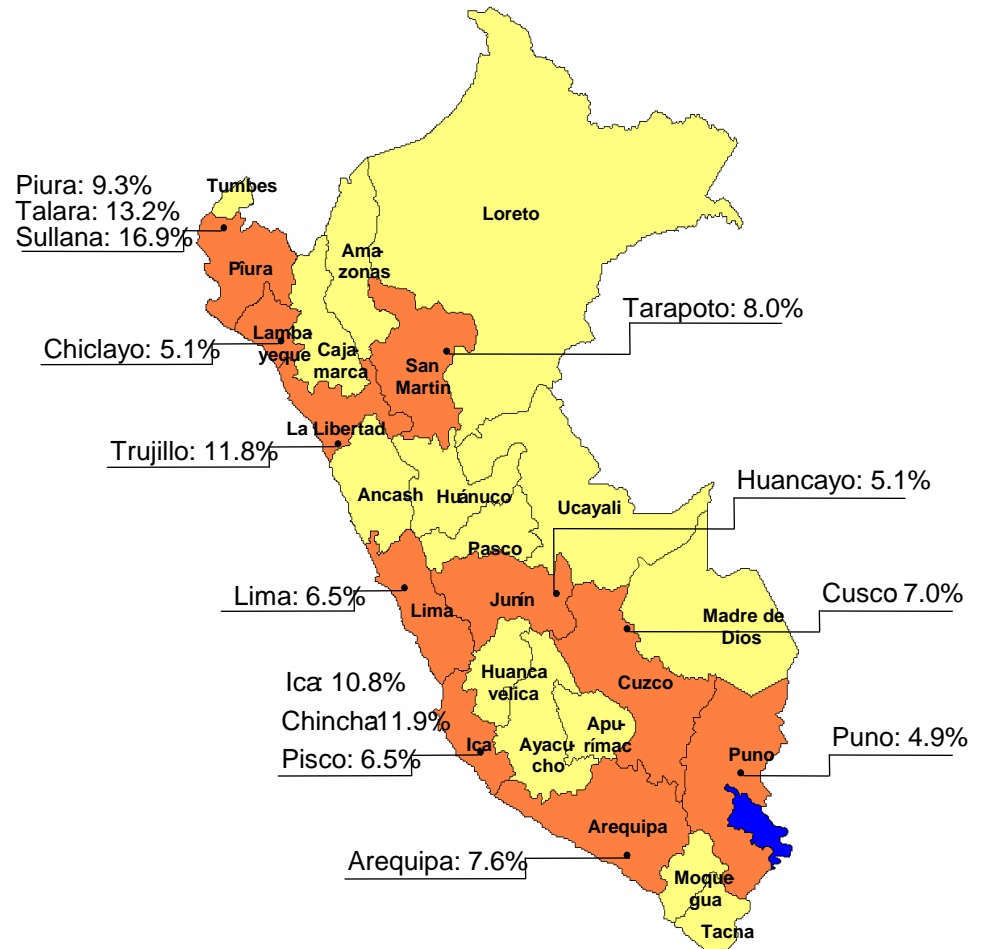 Piura: 9.3%
Talara: 13.2%
Sullana: 16.9%
Tumbes
Loreto
Piura
Ama-
zonas
Tarapoto: 8.0%
Chiclayo: 5.1%
Lamba-
yeque
Caja-
marca
San
Martin
La Libertad
Trujillo: 11.8%
Ancash
Huánuco
Ucayali
Huancayo: 5.1%
Pasco
Lima: 6.5%
Lima
Junín
Cusco 7.0%
Madre de
Dios
Ica: 10.8%
Chincha11.9%
Pisco: 6.5%
Huanca
velica
Cuzco
Ica
Ayacu-
cho
Apu-
rímac
Puno
Puno: 4.9%
Arequipa
Arequipa: 7.6%
Moque-
gua
Tacna